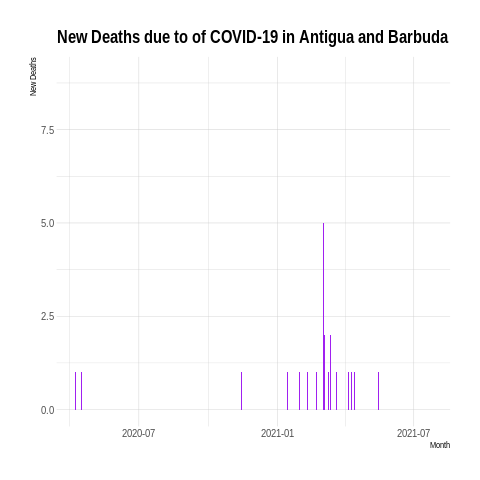 New Deaths due to of COVID-19 in Antigua and Barbuda
New Deaths
7.5
5.0
2.5
0.0
2020-07
2021-01
2021-07
Month